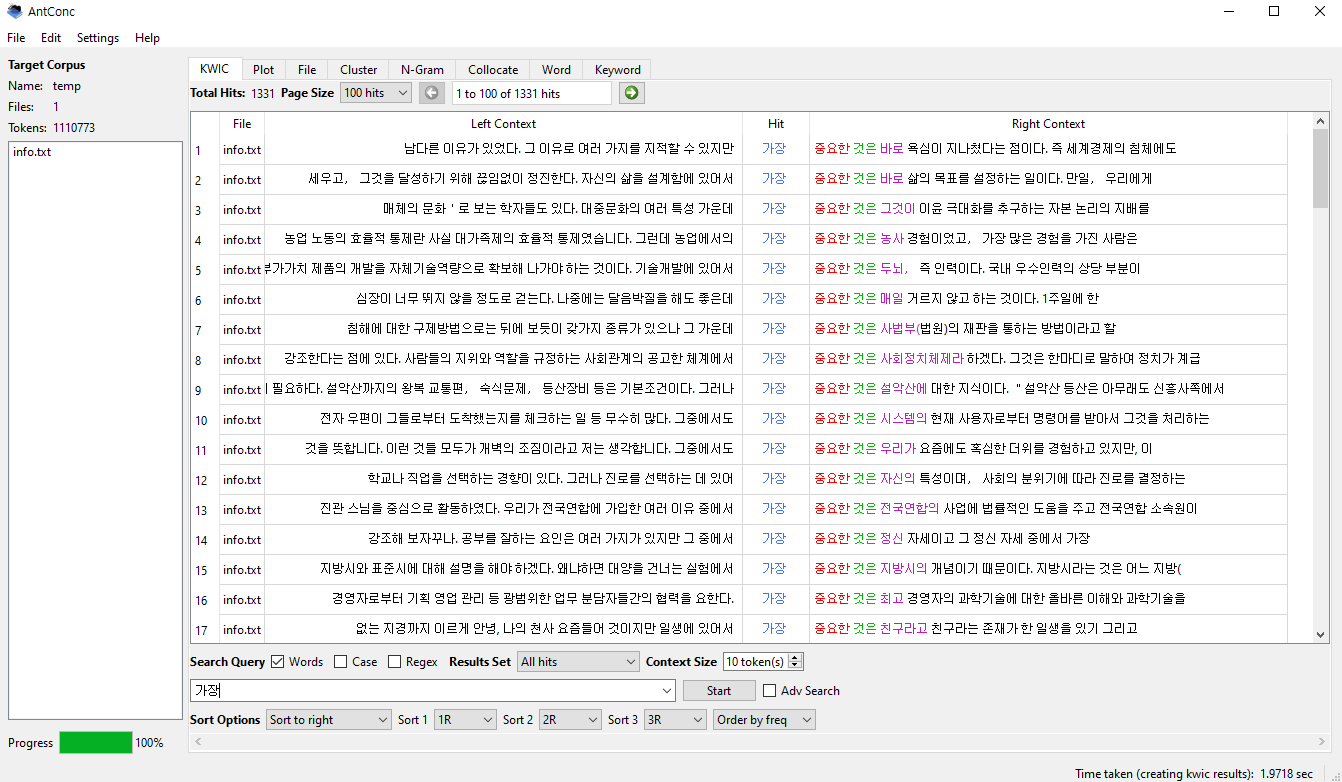 AntConc
File Edit Settings Help
Target Corpus
Name: temp
Files: 1
Tokens: 1110773
info.txt
Progress 100%
KWIC Plot File Cluster N-Gram Collocate Word Keyword
Total Hits: 1331 Page Size 100 hits 1 to 100 of 1331 hits
File Left Context Hit Right Context
1 info.txt 남다른 이유가 있었다. 그 이유로 여러 가지를 지적할 수 있지만 가장 중요한 것은 바로 욕심이 지나쳤다는 점이다. 즉 세계경제의 침체에도
2 info.txt 세우고, 그것을 달성하기 위해 끊임없이 정진한다. 자신의 삶을 설계함에 있어서 가장 중요한 것은 바로 삶의 목표를 설정하는 일이다. 만일, 우리에게
3 info.txt 매체의 문화 ' 로 보는 학자들도 있다. 대중문화의 여러 특성 가운데 가장 중요한 것은 그것이 이윤 극대화를 추구하는 자본 논리의 지배를
4 info.txt 농업 노동의 효율적 통제란 사실 대가족제의 효율적 통제였습니다. 그런데 농업에서의 가장 중요한 것은 농사 경험이었고, 가장 많은 경험을 가진 사람은
5 info.txt 부가가치 제품의 개발을 자체기술역량으로 확보해 나가야 하는 것이다. 기술개발에 있어서 가장 중요한 것은 두뇌, 즉 인력이다. 국내 우수인력의 상당 부분이
6 info.txt 심장이 너무 뛰지 않을 정도로 걷는다. 나중에는 달음박질을 해도 좋은데 가장 중요한 것은 매일 거르지 않고 하는 것이다. 1주일에 한
7 info.txt 침해에 대한 구제방법으로는 뒤에 보듯이 갖가지 종류가 있으나 그 가운데 가장 중요한 것은 사법부(법원)의 재판을 통하는 방법이라고 할
8 info.txt 강조한다는 점에 있다. 사람들의 지위와 역할을 규정하는 사회관계의 공고한 체계에서 가장 중요한 것은 사회정치체제라 하겠다. 그것은 한마디로 말하여 정치가 계급
9 info.txt 필요하다. 설악산까지의 왕복 교통편, 숙식문제, 등산장비 등은 기본조건이다. 그러나 가장 중요한 것은 설악산에 대한 지식이다. " 설악산 등산은 아무래도 신흥사쪽에서
10 info.txt 전자 우편이 그들로부터 도착했는지를 체크하는 일 등 무수히 많다. 그중에서도 가장 중요한 것은 시스템의 현재 사용자로부터 명령어를 받아서 그것을 처리하는
11 info.txt 것을 뜻합니다. 이런 것들 모두가 개벽의 조짐이라고 저는 생각합니다. 그중에서도 가장 중요한 것은 우리가 요즘에도 혹심한 더위를 경험하고 있지만, 이
12 info.txt 학교나 직업을 선택하는 경향이 있다. 그러나 진로를 선택하는 데 있어 가장 중요한 것은 자신의 특성이며, 사회의 분위기에 따라 진로를 결정하는
13 info.txt 진관 스님을 중심으로 활동하였다. 우리가 전국연합에 가입한 여러 이유 중에서 가장 중요한 것은 전국연합의 사업에 법률적인 도움을 주고 전국연합 소속원이
14 info.txt 강조해 보자꾸나. 공부를 잘하는 요인은 여러 가지가 있지만 그 중에서 가장 중요한 것은 정신 자세이고 그 정신 자세 중에서 가장
15 info.txt 지방시와 표준시에 대해 설명을 해야 하겠다. 왜냐하면 대양을 건너는 실험에서 가장 중요한 것은 지방시의 개념이기 때문이다. 지방시라는 것은 어느 지방(
16 info.txt 경영자로부터 기획 영업 관리 등 광범위한 업무 분담자들간의 협력을 요한다. 가장 중요한 것은 최고 경영자의 과학기술에 대한 올바른 이해와 과학기술을
17 info.txt 없는 지경까지 이르게 안녕, 나의 천사 요즘들어 것이지만 일생에 있어서 가장 중요한 것은 친구라고 친구라는 존재가 한 일생을 있기 그리고
Search Query Words Case Regex Results Set All hits Context Size 10 token(s)
가장 Start Adv Search
Sort Options Sort to right Sort 1 1R Sort 2 2R Sort 3 3R Order by freq
Time taken (creating kwic results): 1.9718 sec